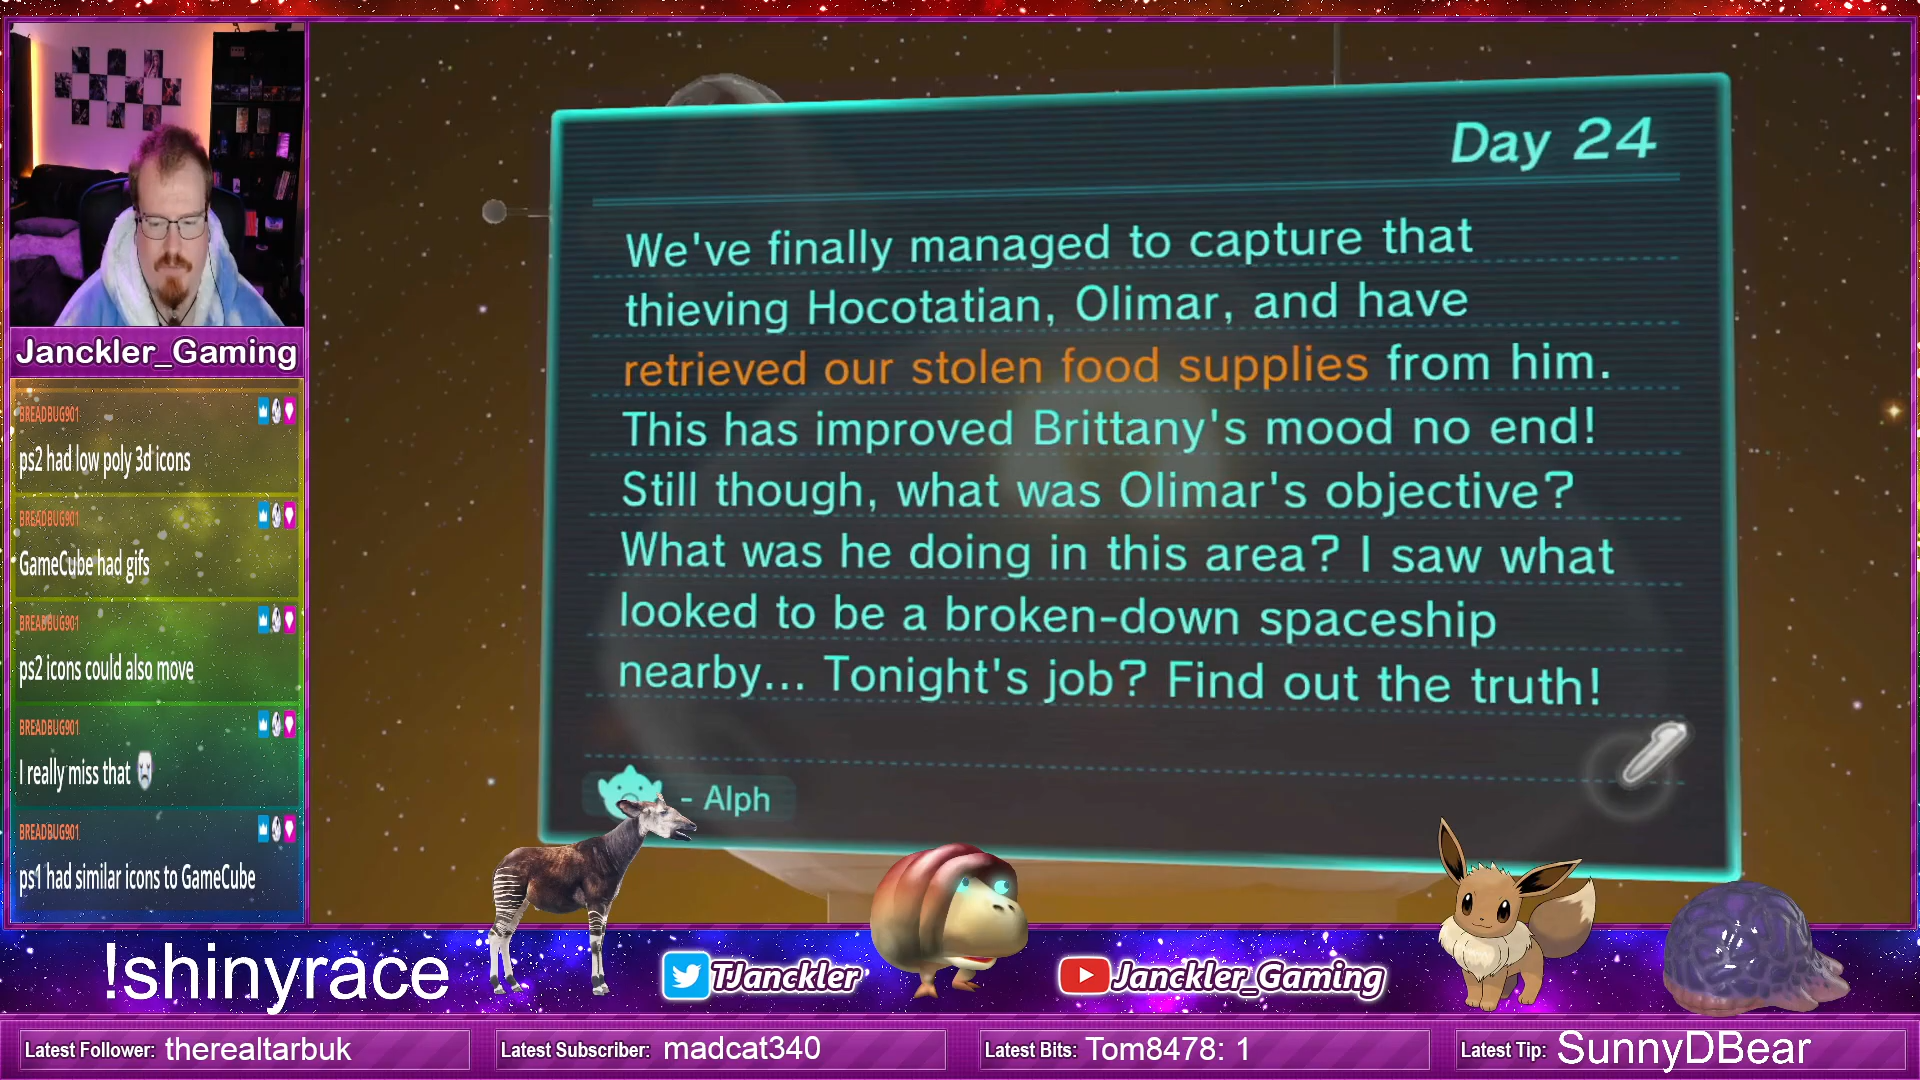 Day 24
We've finally managed to capture that
thieving Hocotatian, Olimar, and have
retrieved our stolen food supplies from him.
This has improved Brittany's mood no end!
Still though, what was Olimar's objective?
What was he doing in this area? I saw what
looked to be a broken-down spaceship
nearby... Tonight's job? Find out the truth!
- Alph
Janckler_Gaming
BREADBUG901
ps2 had low poly 3d icons
BREADBUG901
GameCube had gifs
BREADBUG901
ps2 icons could also move
BREADBUG901
I really miss that
BREADBUG901
ps1 had similar icons to GameCube
!shinyrace
TJanckler
Janckler_Gaming
Latest Follower: therealtarbuk
Latest Subscriber: madcat340
Latest Bits: Tom8478: 1
Latest Tip: SunnyDBear